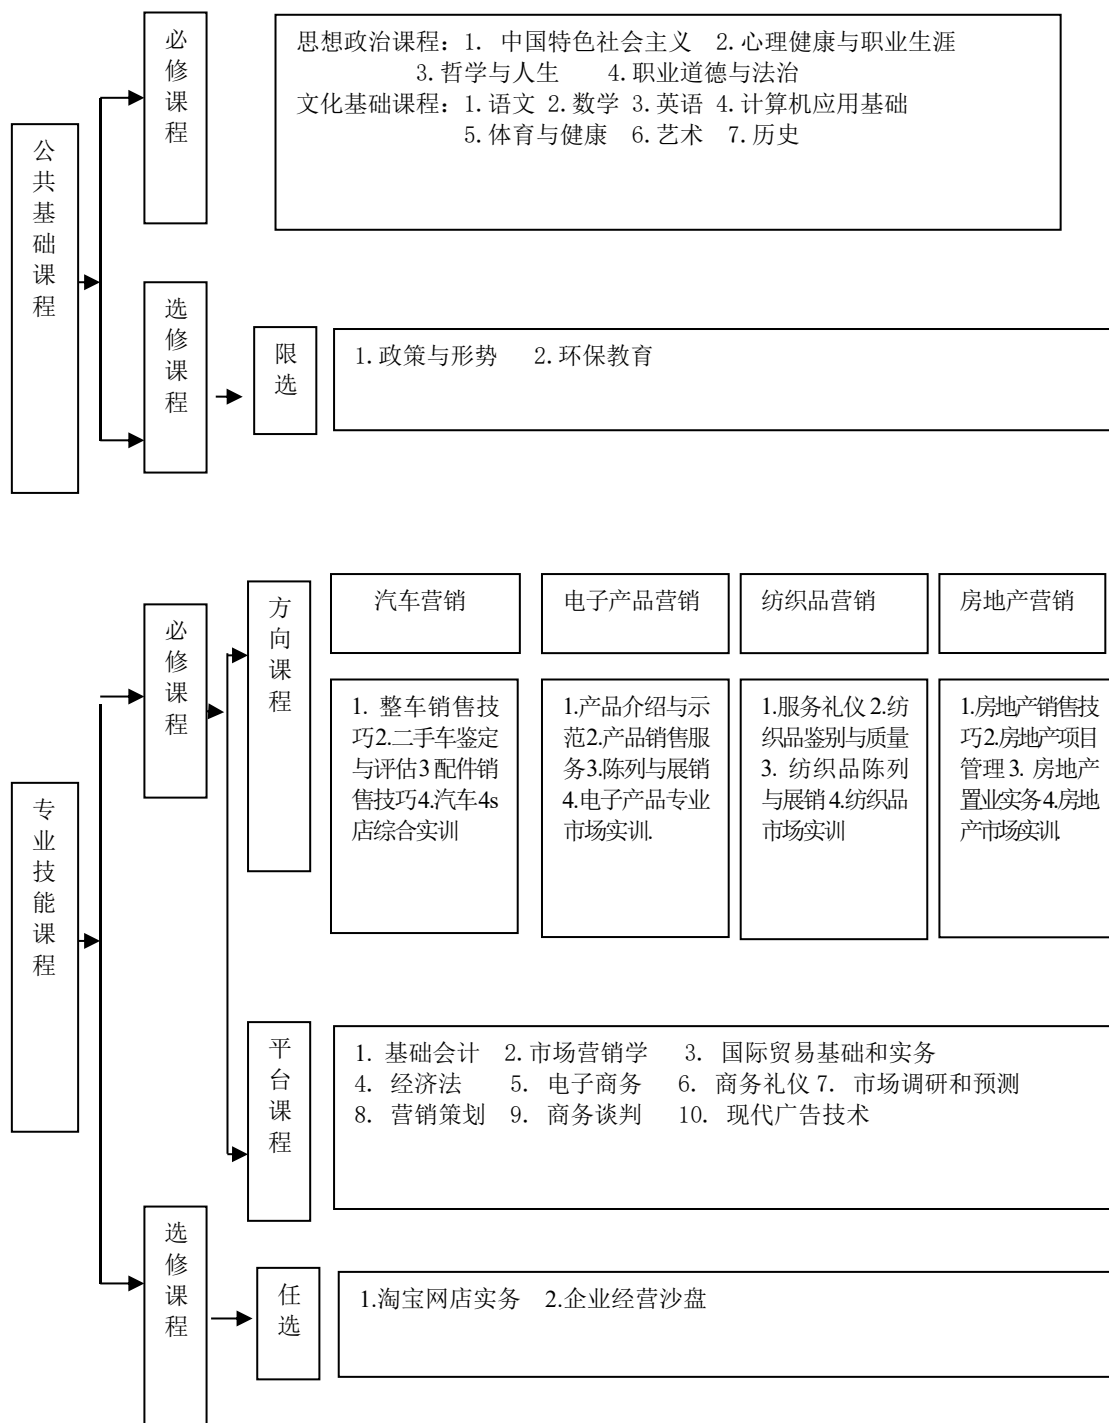 公共基础课程
必修课程
思想政治课程：1. 中国特色社会主义 2.心理健康与职业生涯
3.哲学与人生 4.职业道德与法治
文化基础课程：1.语文 2.数学 3.英语 4.计算机应用基础
5.体育与健康 6.艺术 7.历史
选修课程
限选
1.政策与形势 2.环保教育
专业技能课程
必修课程
方向课程
汽车营销
1. 整车销售技
巧2.二手车鉴定
与评估3 配件销
售技巧4.汽车4s
店综合实训
电子产品营销
1.产品介绍与示
范2.产品销售服
务3.陈列与展销
4.电子产品专业
市场实训.
纺织品营销
1.服务礼仪 2.纺
织品鉴别与质量
3. 纺织品陈列
与展销 4.纺织品
市场实训
房地产营销
1.房地产销售技
巧2.房地产项目
管理 3. 房地产
置业实务 4.房地
产市场实训.
平台课程
1. 基础会计 2.市场营销学 3. 国际贸易基础和实务
4. 经济法 5. 电子商务 6. 商务礼仪 7. 市场调研和预测
8. 营销策划 9. 商务谈判 10. 现代广告技术
选修课程
任选
1.淘宝网店实务 2.企业经营沙盘